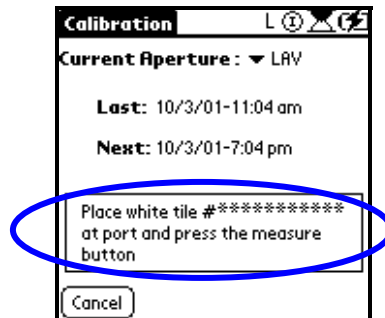 Calibration L I
Current Aperture: LAV
Last: 10/3/01-11:04 am
Next: 10/3/01-7:04 pm
Place white tile #***********
at port and press the measure
button
Cancel